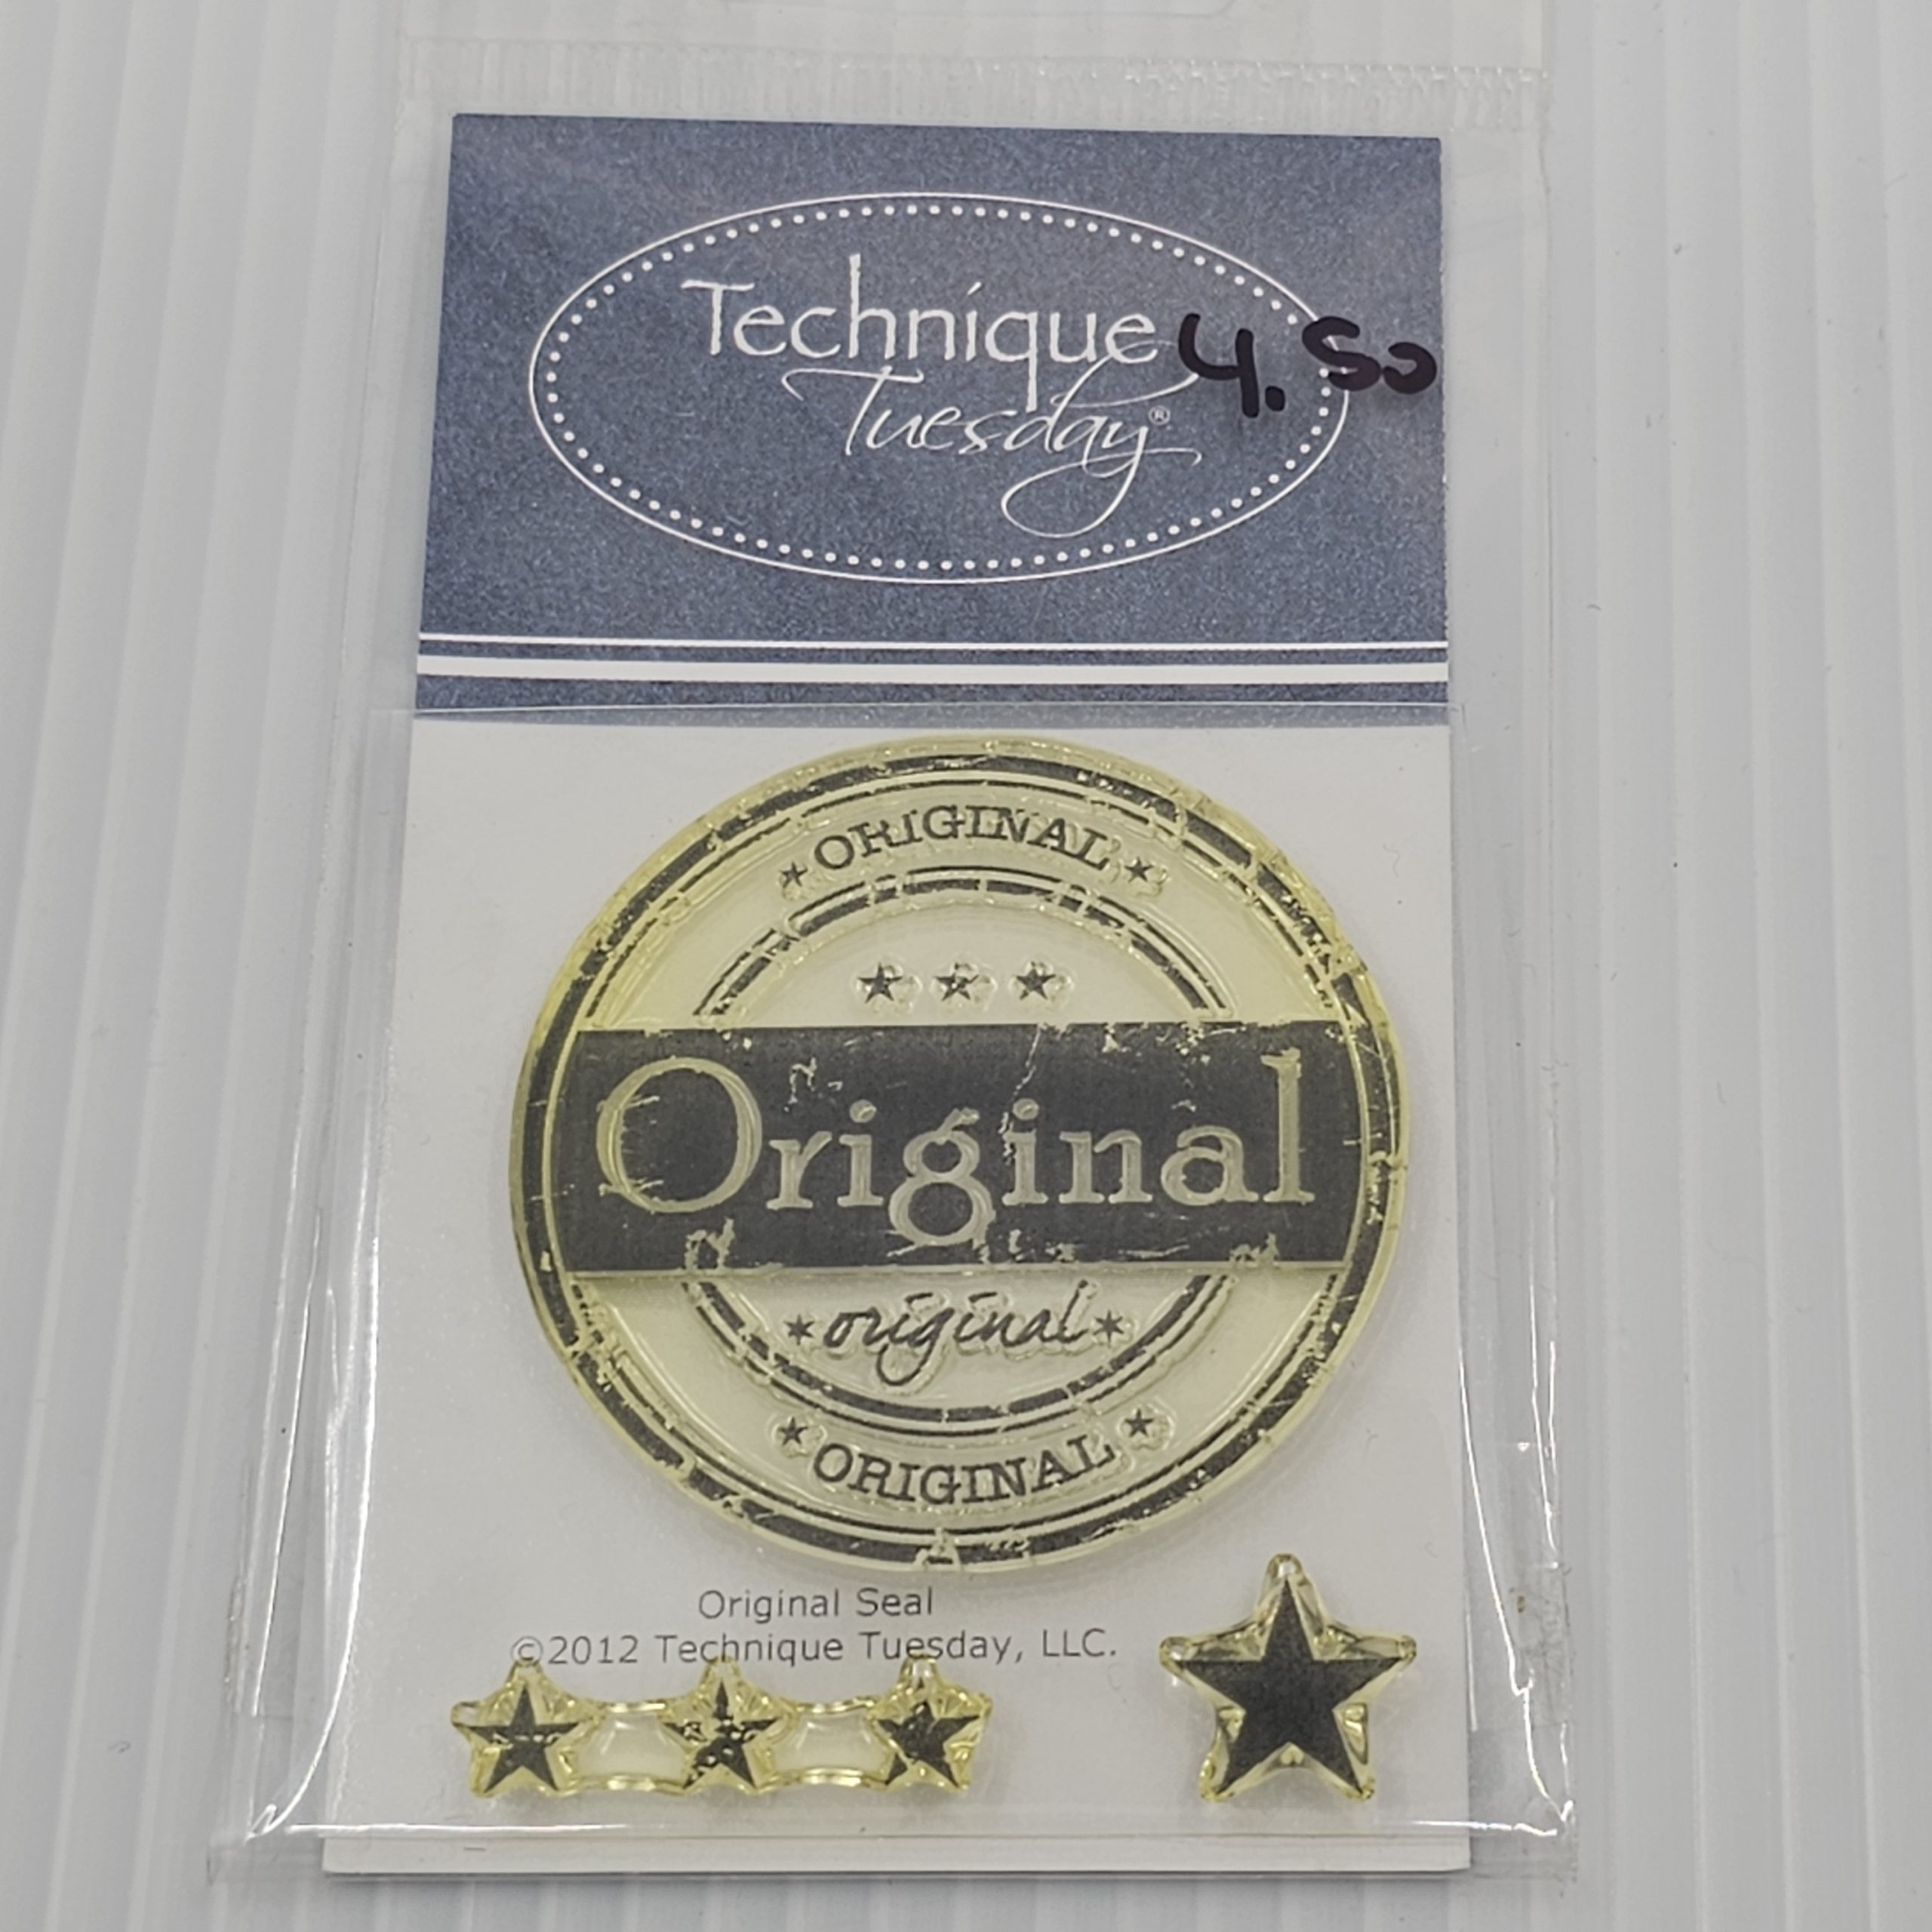 Technique
Tuesday®
4.50
★ ORIGINAL ★
★ ★ ★
Original
★ original ★
★ ORIGINAL ★
Original Seal
©2012 Technique Tuesday, LLC.